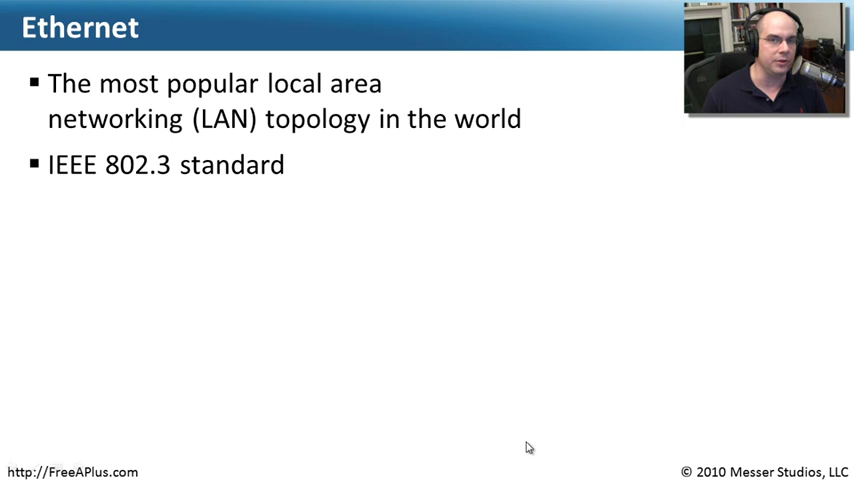 Ethernet
▪ The most popular local area
networking (LAN) topology in the world
▪ IEEE 802.3 standard
http://FreeAPlus.com
© 2010 Messer Studios, LLC